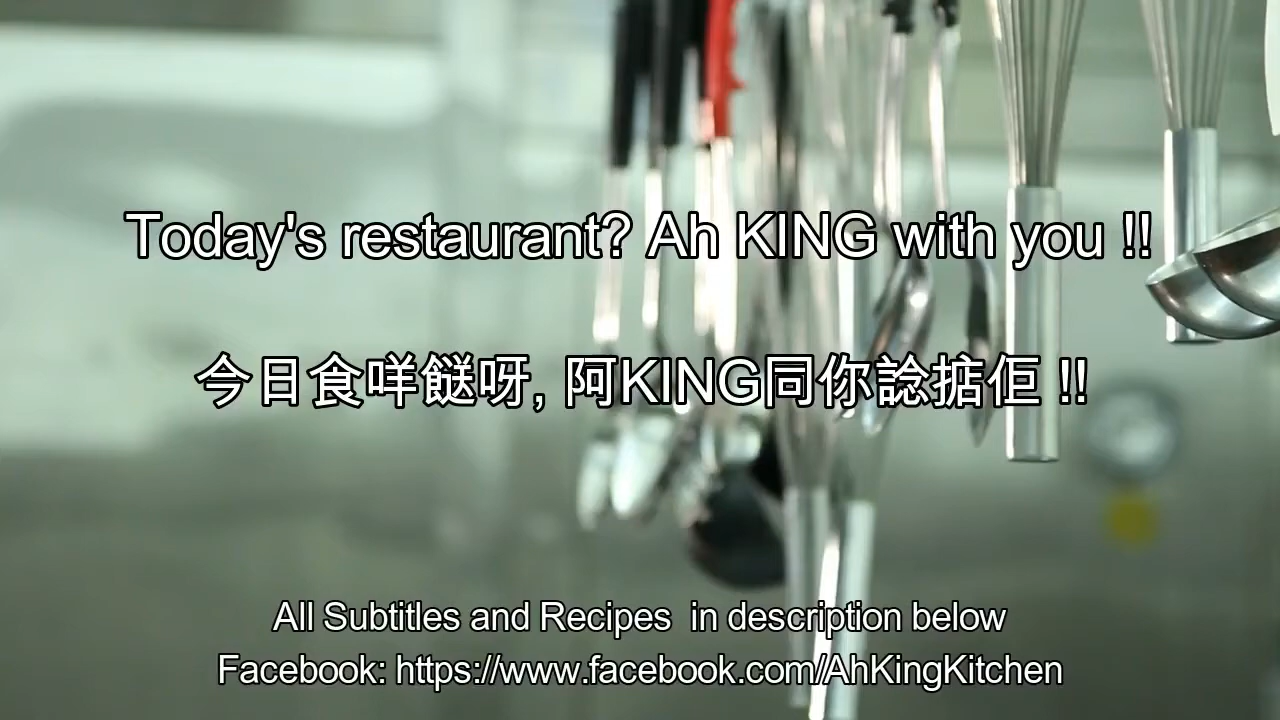 Today's restaurant? Ah KING with you !!
今日食咩餸呀, 阿KING同你諗掂佢 !!
All Subtitles and Recipes  in description below
Facebook: https://www.facebook.com/AhKingKitchen